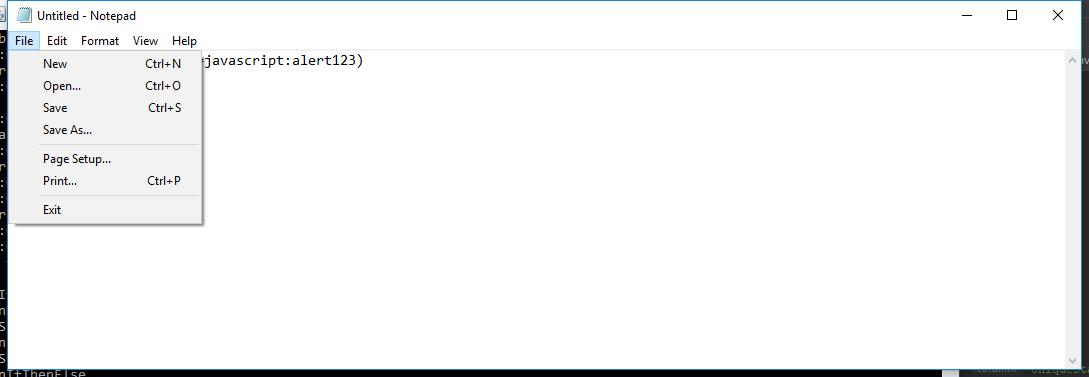 Untitled - Notepad
File Edit Format View Help
New Ctrl+N
=javascript:alert123)
Open... Ctrl+O
Save Ctrl+S
Save As...
Page Setup...
Print... Ctrl+P
Exit
nIfThenElse